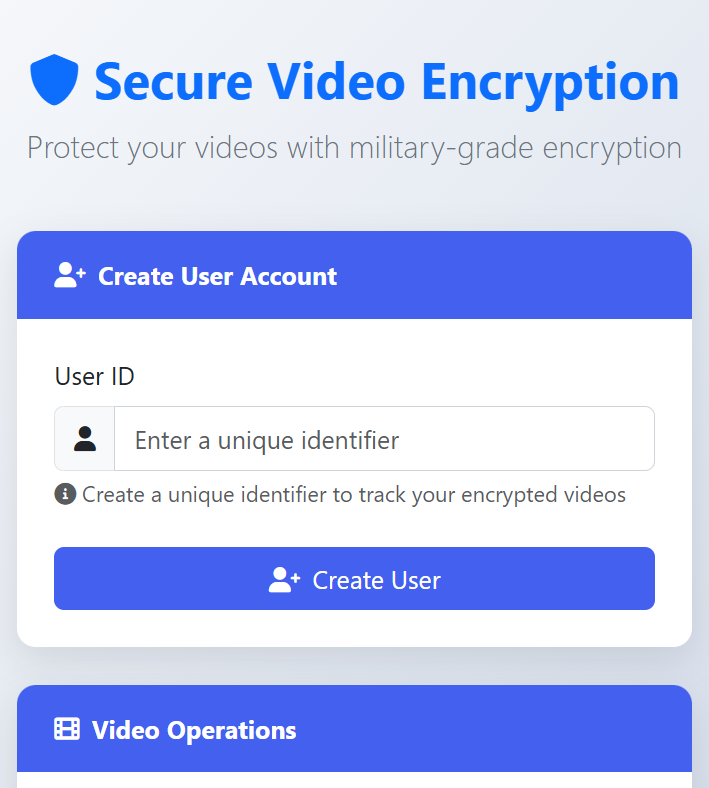 Secure Video Encryption
Protect your videos with military-grade encryption
Create User Account
User ID
Enter a unique identifier
Create a unique identifier to track your encrypted videos
Create User
Video Operations